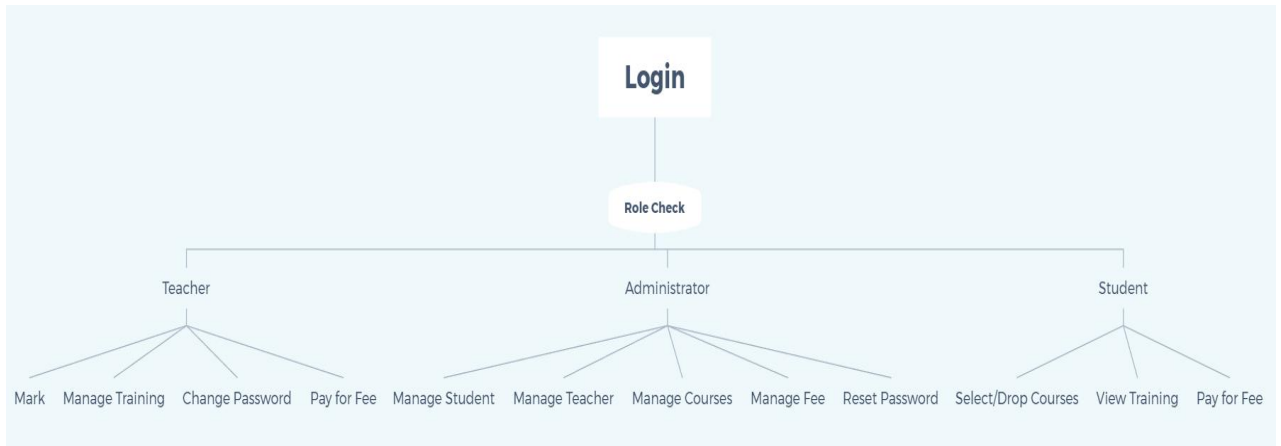 Login
Role Check
Teacher Administrator Student
Mark Manage Training Change Password Pay for Fee Manage Student Manage Teacher Manage Courses Manage Fee Reset Password Select/Drop Courses View Training Pay for Fee